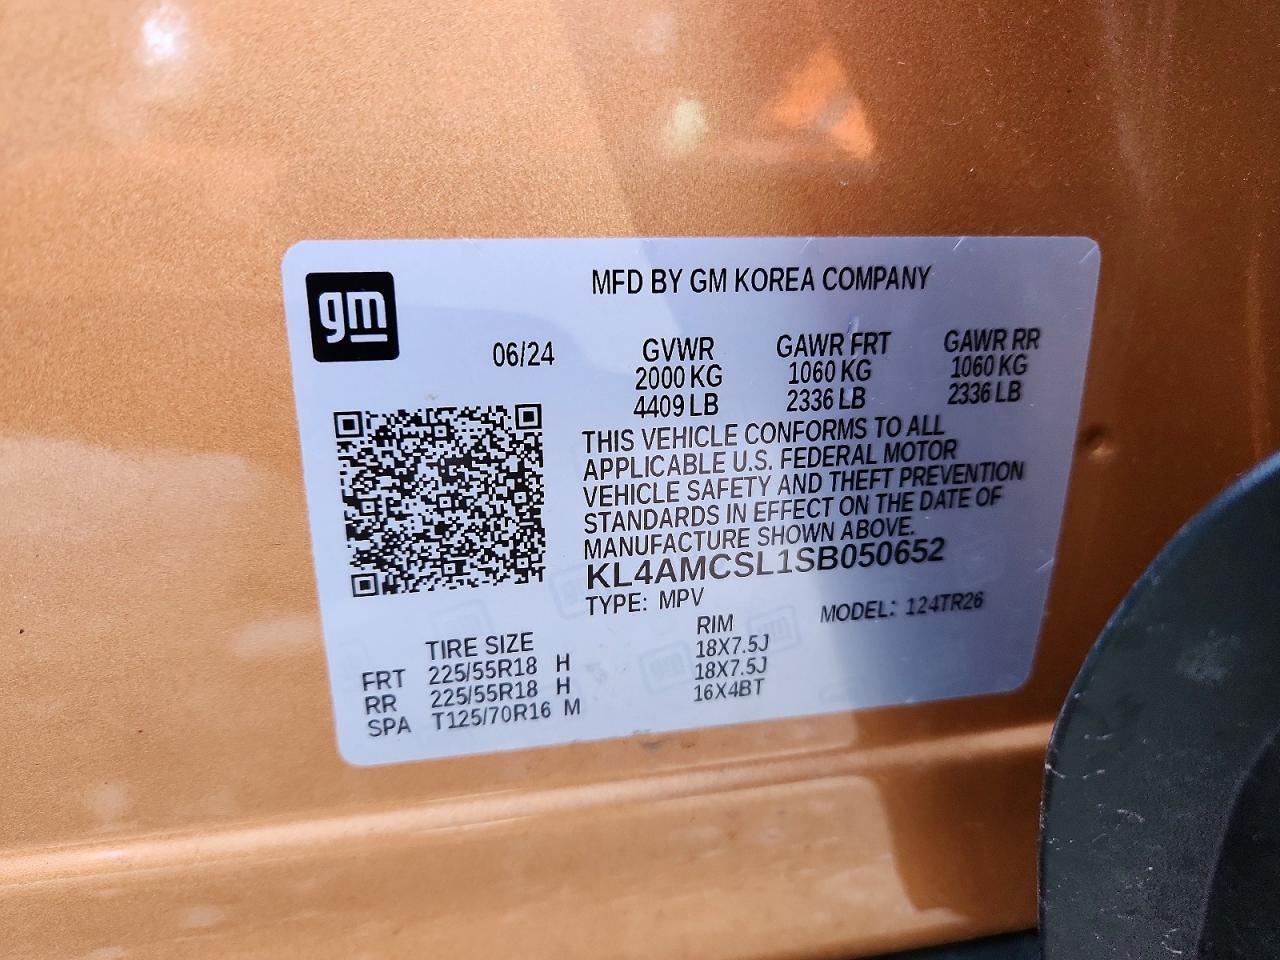 gm
MFD BY GM KOREA COMPANY
06/24 GVWR GAWR FRT GAWR RR
2000 KG 1060 KG 1060 KG
4409 LB 2336 LB 2336 LB
THIS VEHICLE CONFORMS TO ALL
APPLICABLE U.S. FEDERAL MOTOR
VEHICLE SAFETY AND THEFT PREVENTION
STANDARDS IN EFFECT ON THE DATE OF
MANUFACTURE SHOWN ABOVE.
KL4AMCSL1SB050652
TYPE: MPV MODEL: 124TR26
TIRE SIZE RIM
FRT 225/55R18 H 18X7.5J
RR 225/55R18 H 18X7.5J
SPA T125/70R16 M 16X4BT